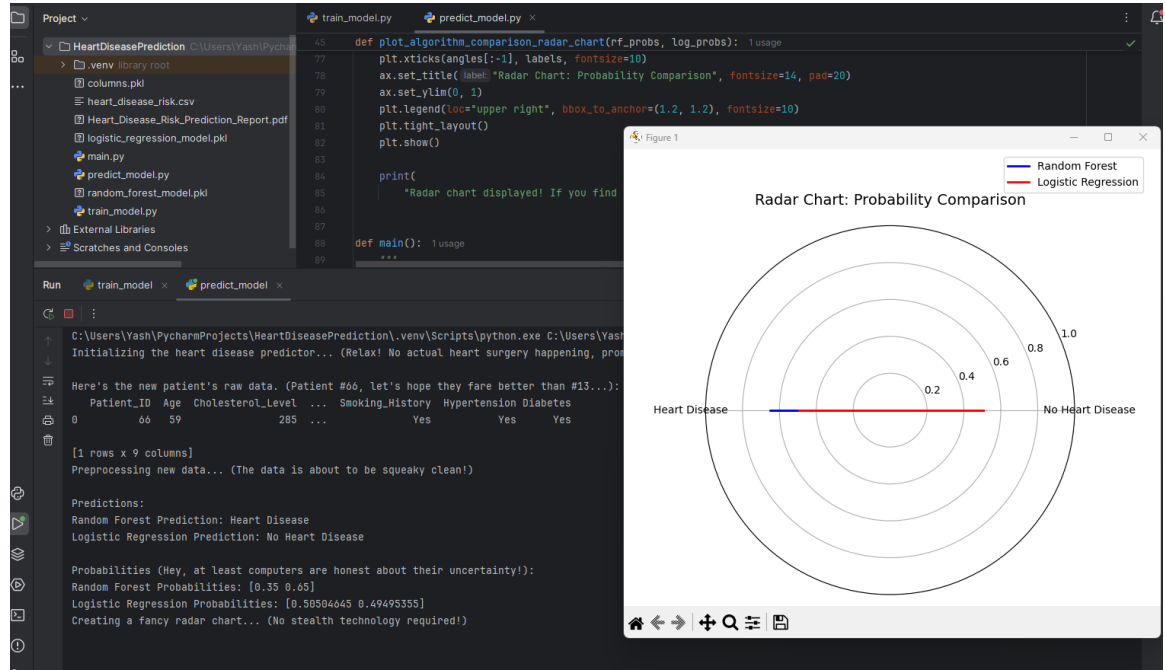 Project
HeartDiseasePrediction C:\Users\Yash\Pychar
.venv library root
columns.pkl
heart_disease_risk.csv
Heart_Disease_Risk_Prediction_Report.pdf
logistic_regression_model.pkl
main.py
predict_model.py
random_forest_model.pkl
train_model.py
External Libraries
Scratches and Consoles
train_model.py predict_model.py
45 def plot_algorithm_comparison_radar_chart(rf_probs, log_probs): 1 usage
77 plt.xticks(angles[:-1], labels, fontsize=10)
78 ax.set_title( label: "Radar Chart: Probability Comparison", fontsize=14, pad=20)
79 ax.set_ylim(0, 1)
80 plt.legend(loc="upper right", bbox_to_anchor=(1.2, 1.2), fontsize=10)
81 plt.tight_layout()
82 plt.show()
83
84 print(
85 "Radar chart displayed! If you find
86
87
88 def main(): 1 usage
89 """
Run train_model predict_model
C:\Users\Yash\PycharmProjects\HeartDiseasePrediction\.venv\Scripts\python.exe C:\Users\Yash
Initializing the heart disease predictor... (Relax! No actual heart surgery happening, pro
Here's the new patient's raw data. (Patient #66, let's hope they fare better than #13...):
Patient_ID Age Cholesterol_Level ... Smoking_History Hypertension Diabetes
0 66 59 285 ... Yes Yes Yes
[1 rows x 9 columns]
Preprocessing new data... (The data is about to be squeaky clean!)
Predictions:
Random Forest Prediction: Heart Disease
Logistic Regression Prediction: No Heart Disease
Probabilities (Hey, at least computers are honest about their uncertainty!):
Random Forest Probabilities: [0.35 0.65]
Logistic Regression Probabilities: [0.50504645 0.49495355]
Creating a fancy radar chart... (No stealth technology required!)
Figure 1
Random Forest
Logistic Regression
Radar Chart: Probability Comparison
1.0
0.8
0.6
0.4
0.2
Heart Disease
No Heart Disease